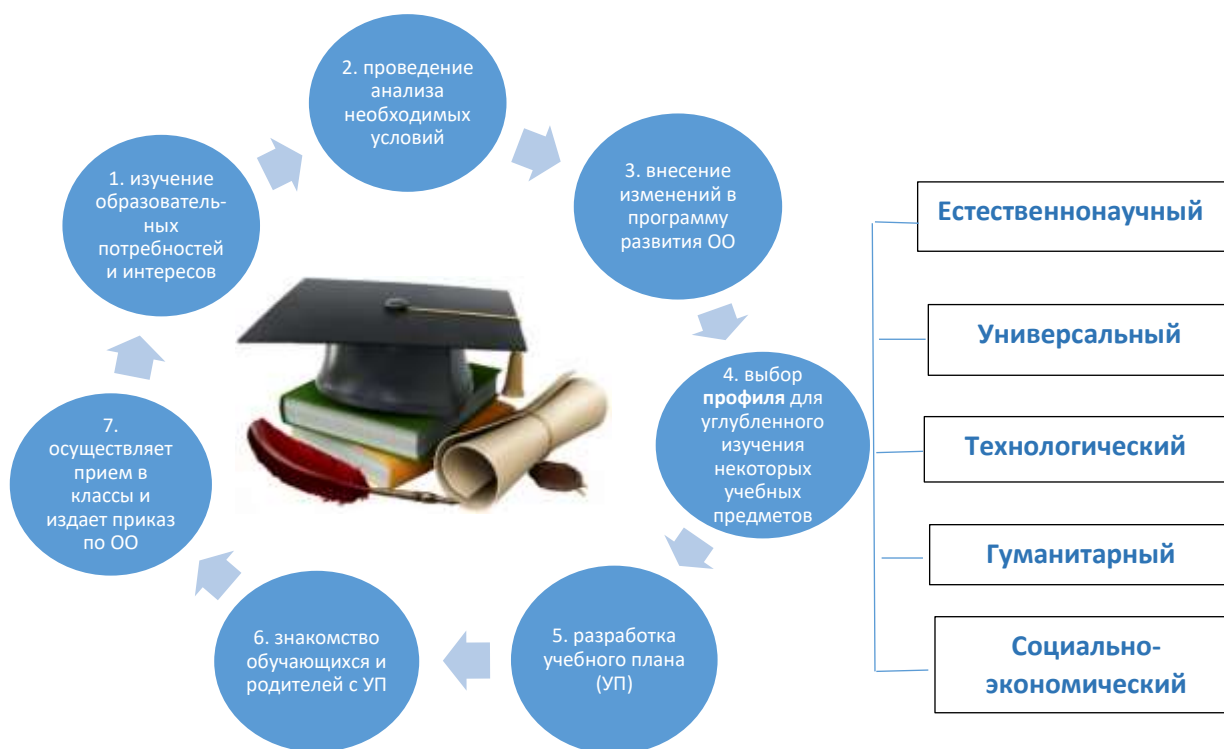 1. изучение
образователь-
ных
потребностей
и интересов
2. проведение
анализа
необходимых
условий
3. внесение
изменений в
программу
развития ОО
4. выбор
профиля для
углубленного
изучения
некоторых
учебных
предметов
5. разработка
учебного плана
(УП)
6. знакомство
обучающихся и
родителей с УП
7.
осуществляет
прием в
классы и
издает приказ
по ОО
Естественнонаучный
Универсальный
Технологический
Гуманитарный
Социально-
экономический